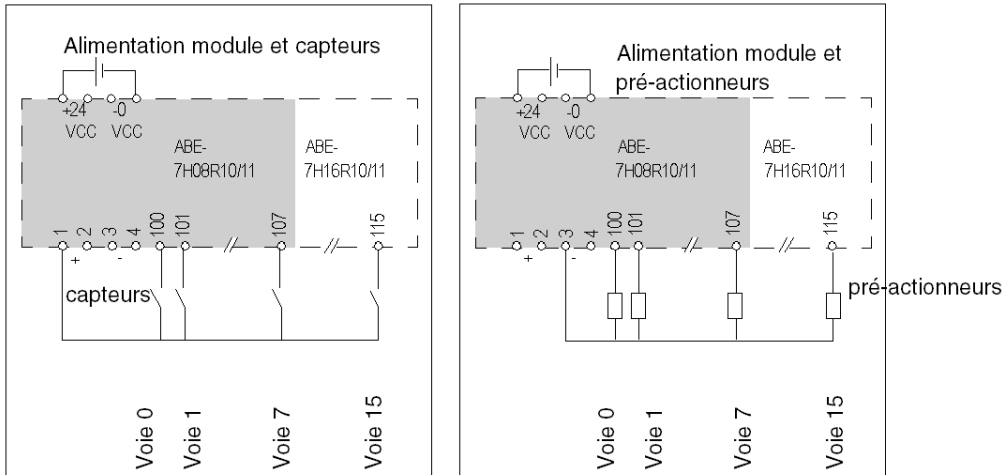 Alimentation module et capteurs
+24 -0
VCC VCC
ABE-
7H08R10/11
ABE-
7H16R10/11
1 2 3 4 100 101 107 115
+ -
capteurs
Voie 0 Voie 1 Voie 7 Voie 15
Alimentation module et
pré-actionneurs
+24 -0
VCC VCC
ABE-
7H08R10/11
ABE-
7H16R10/11
1 2 3 4 100 101 107 115
+ -
pré-actionneurs
Voie 0 Voie 1 Voie 7 Voie 15